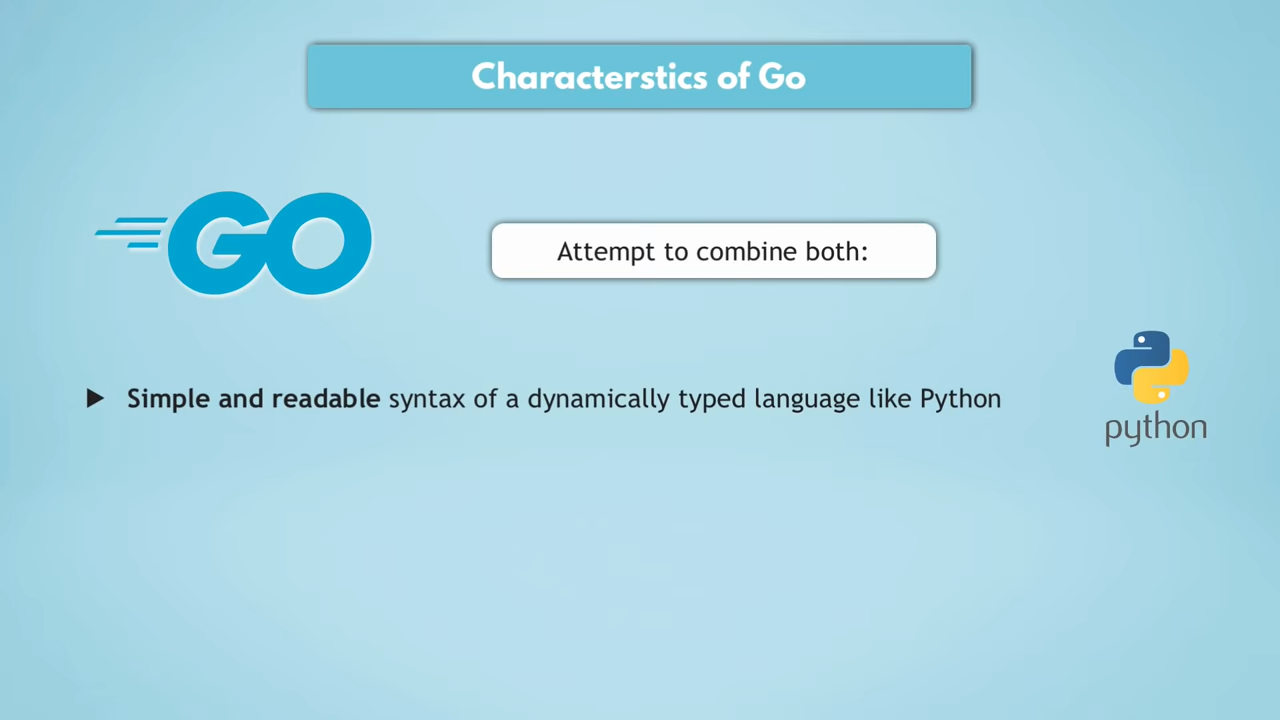 Characterstics of Go
GO
Attempt to combine both:
Simple and readable syntax of a dynamically typed language like Python
python